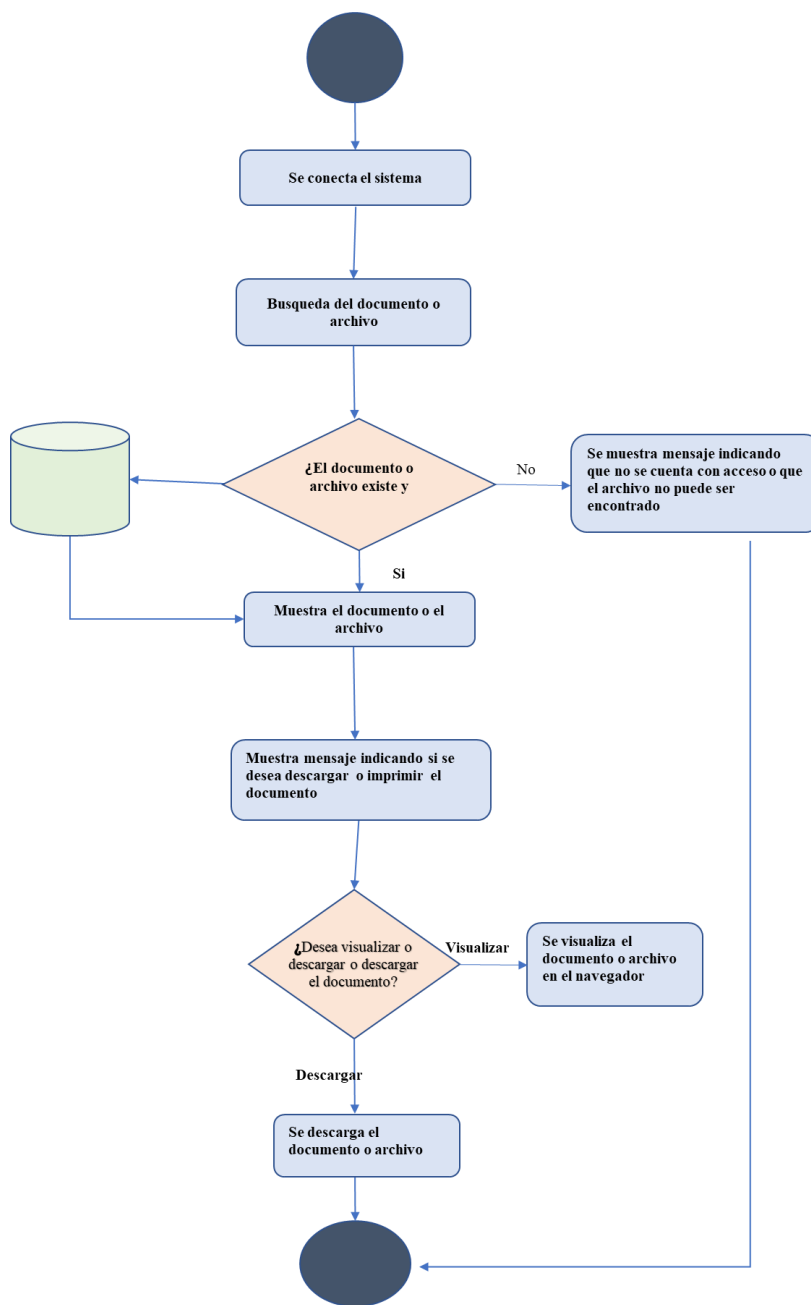 Se conecta el sistema
Busqueda del documento o
archivo
¿El documento o
archivo existe y
No
Se muestra mensaje indicando
que no se cuenta con acceso o que
el archivo no puede ser
encontrado
Si
Muestra el documento o el
archivo
Muestra mensaje indicando si se
desea descargar o imprimir el
documento
¿Desea visualizar o
descargar o descargar
el documento?
Visualizar
Se visualiza el
documento o archivo
en el navegador
Descargar
Se descarga el
documento o archivo